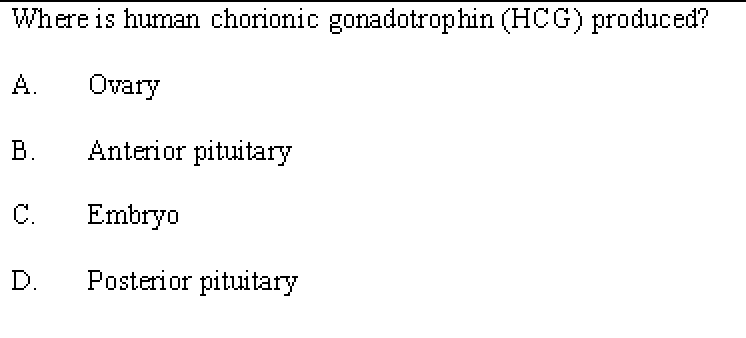 Where is human chorionic gonadotrophin (HCG) produced?
A. Ovary
B. Anterior pituitary
C. Embryo
D. Posterior pituitary